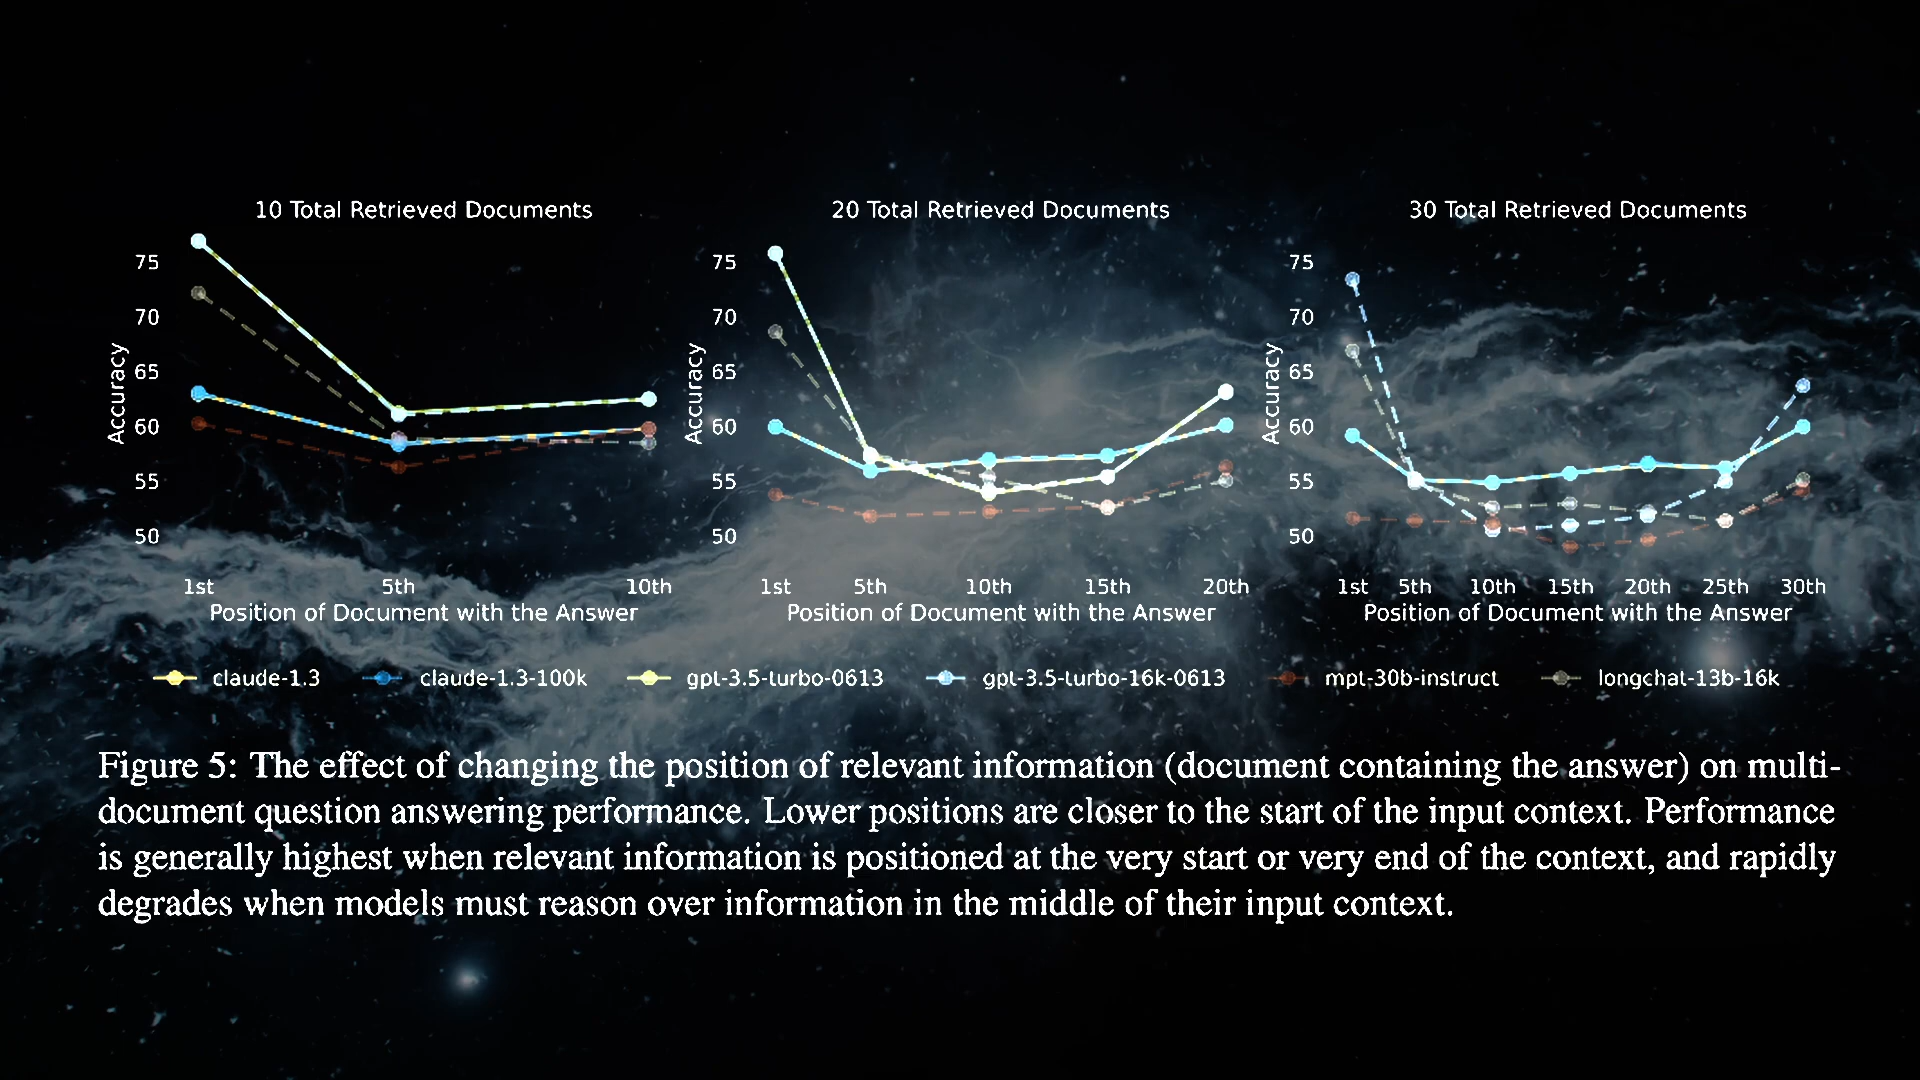 10 Total Retrieved Documents
75
70
65
60
55
50
Accuracy
1st 5th 10th
Position of Document with the Answer
20 Total Retrieved Documents
75
70
65
60
55
50
Accuracy
1st 5th 10th 15th 20th
Position of Document with the Answer
30 Total Retrieved Documents
75
70
65
60
55
50
Accuracy
1st 5th 10th 15th 20th 25th 30th
Position of Document with the Answer
claude-1.3 claude-1.3-100k gpt-3.5-turbo-0613 gpt-3.5-turbo-16k-0613 mpt-30b-instruct longchat-13b-16k
Figure 5: The effect of changing the position of relevant information (document containing the answer) on multi-
document question answering performance. Lower positions are closer to the start of the input context. Performance
is generally highest when relevant information is positioned at the very start or very end of the context, and rapidly
degrades when models must reason over information in the middle of their input context.